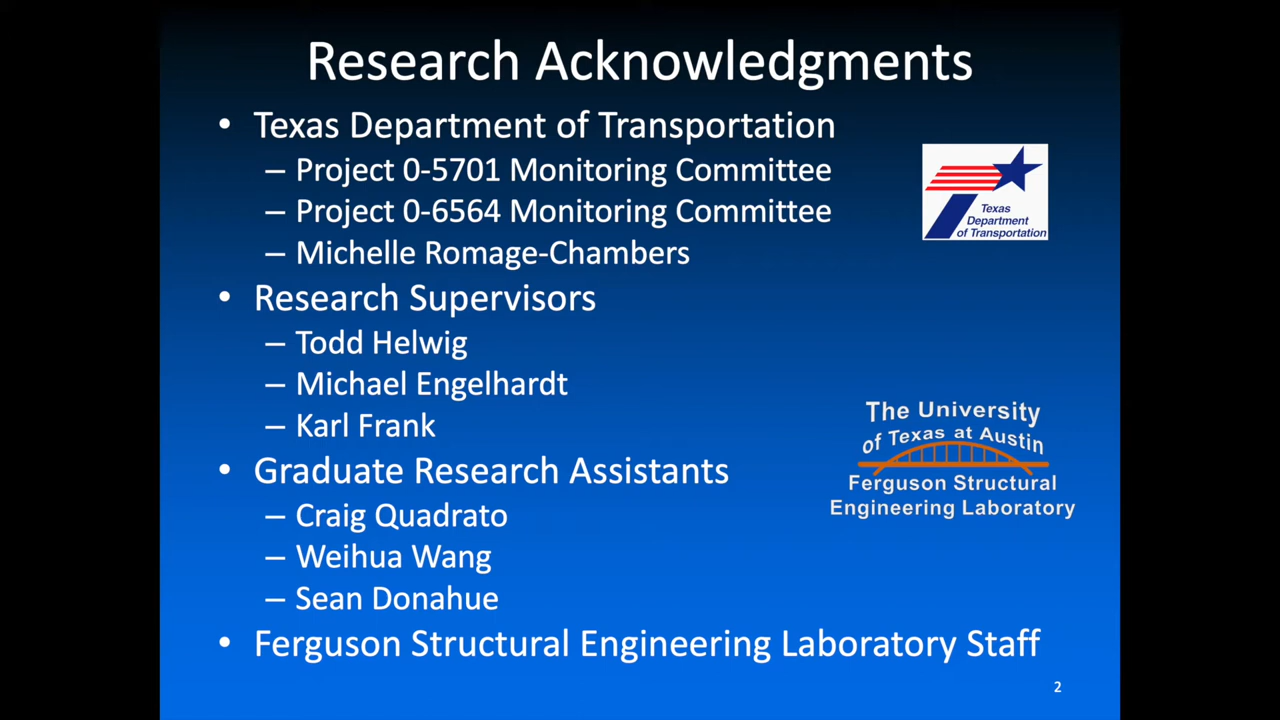 Research Acknowledgments
• Texas Department of Transportation
– Project 0-5701 Monitoring Committee
– Project 0-6564 Monitoring Committee
– Michelle Romage-Chambers
Texas
Department
of Transportation
• Research Supervisors
– Todd Helwig
– Michael Engelhardt
– Karl Frank
The University
of Texas at Austin
Ferguson Structural
Engineering Laboratory
• Graduate Research Assistants
– Craig Quadrato
– Weihua Wang
– Sean Donahue
• Ferguson Structural Engineering Laboratory Staff
2